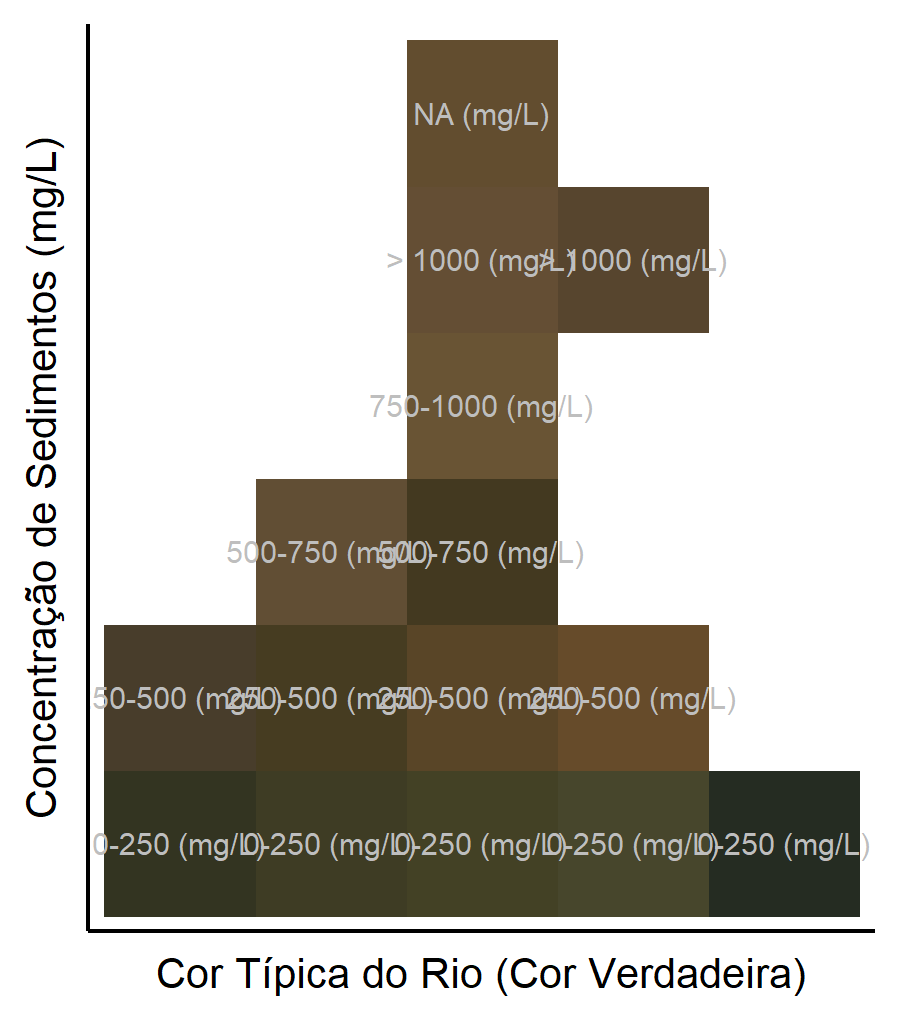 Concentração de Sedimentos (mg/L)
NA (mg/L)
> 1000 (mg/L) > 1000 (mg/L)
750-1000 (mg/L)
500-750 (mg/L) 500-750 (mg/L)
50-500 (mg/L) 250-500 (mg/L) 250-500 (mg/L) 250-500 (mg/L)
0-250 (mg/L) 0-250 (mg/L) 0-250 (mg/L) 0-250 (mg/L) 0-250 (mg/L)
Cor Típica do Rio (Cor Verdadeira)